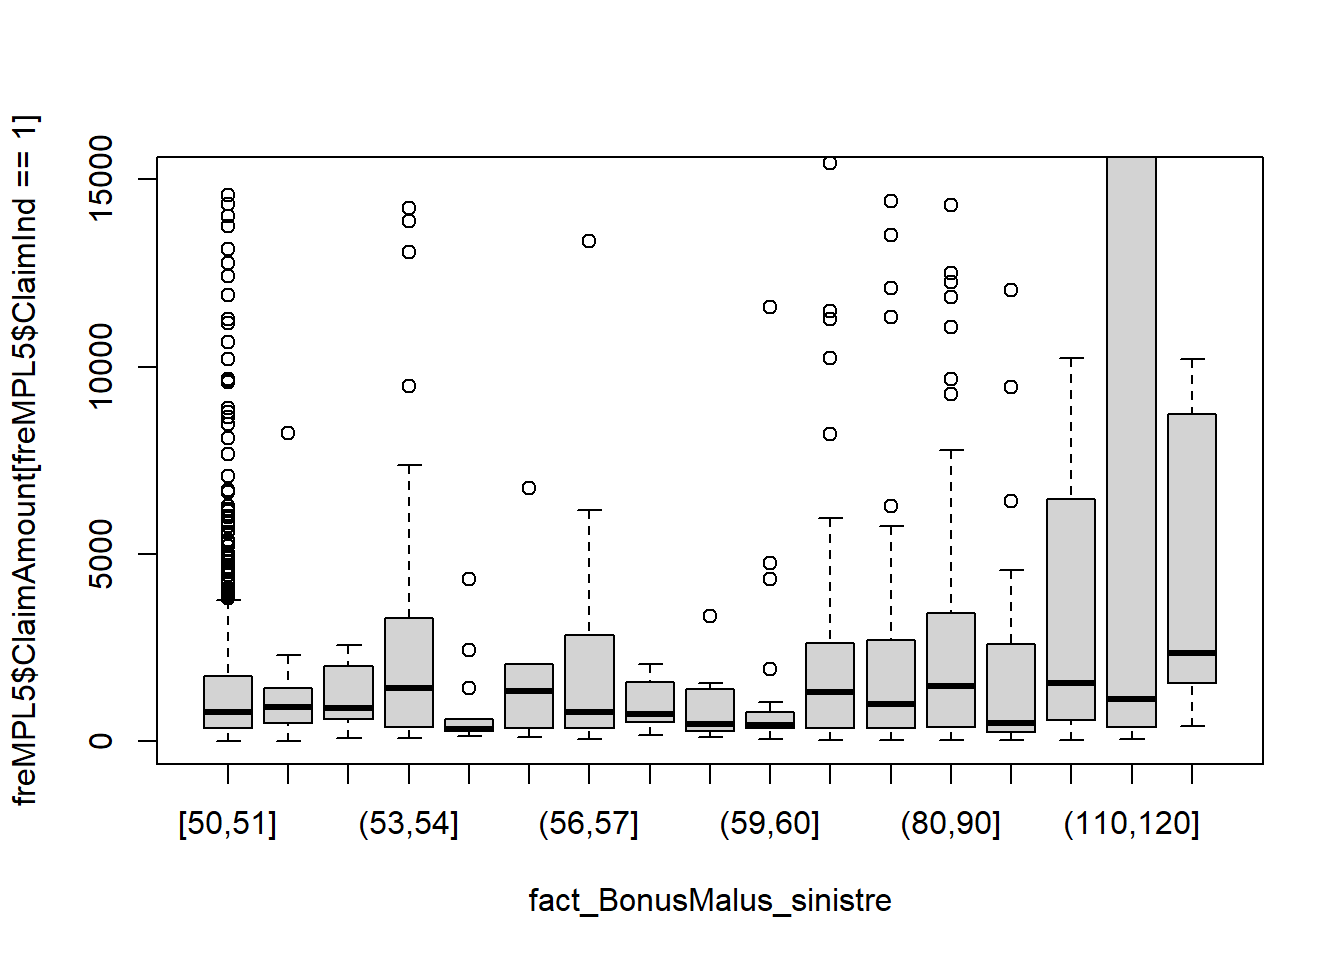 freMPL5$ClaimAmount[freMPL5$ClaimInd == 1]
15000
10000
5000
0
[50,51] (53,54] (56,57] (59,60] (80,90] (110,120]
fact_BonusMalus_sinistre